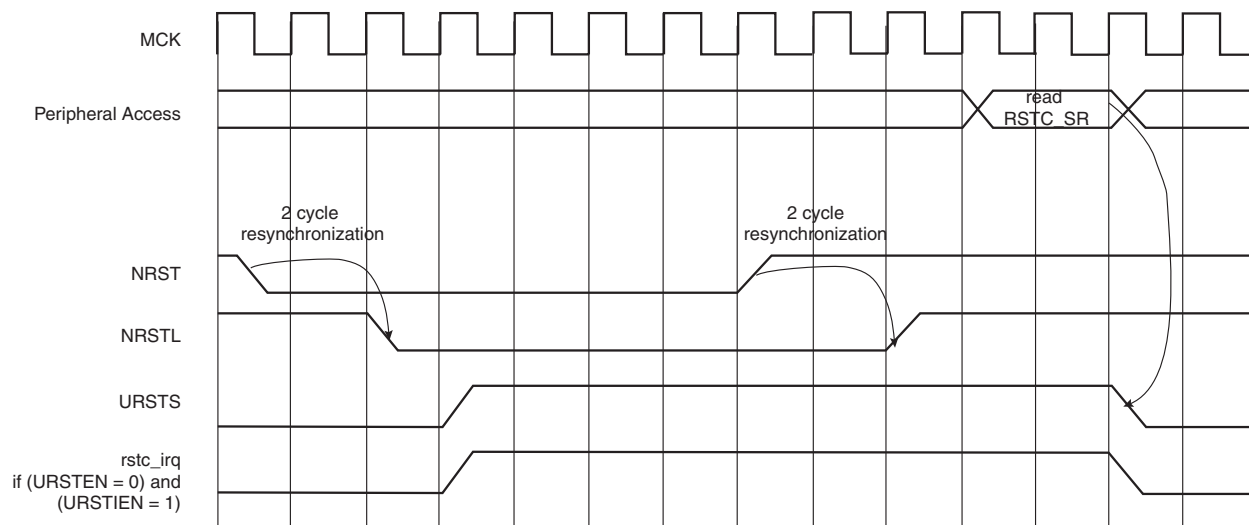 MCK
Peripheral Access
read
RSTC_SR
2 cycle
resynchronization
2 cycle
resynchronization
NRST
NRSTL
URSTS
rstc_irq
if (URSTEN = 0) and
(URSTIEN = 1)